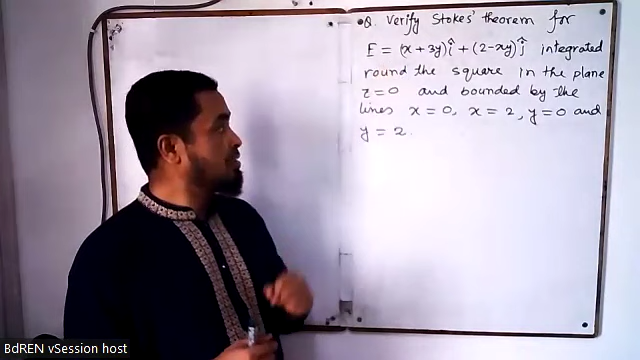 Q. Verify Stokes' theorem for
F = (x + 3y)î + (2-xy)ĵ integrated
round the square in the plane
z=0 and bounded by the
lines x=0, x=2, y=0 and
y = 2.
BdREN vSession host